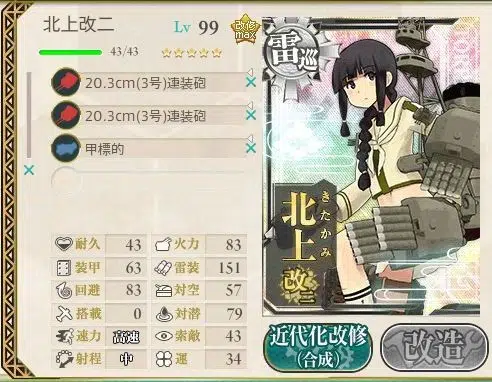 北上改二 Lv 99 改造max
43/43
20.3cm(3号)連装砲
20.3cm(3号)連装砲
甲標的
耐久 43 火力 83
装甲 63 雷装 151
回避 83 対空 57
搭載 0 対潜 79
速力 高速 索敵 43
射程 中 運 34
雷巡
北上改二
きたかみ
近代化改修
(合成)
改造